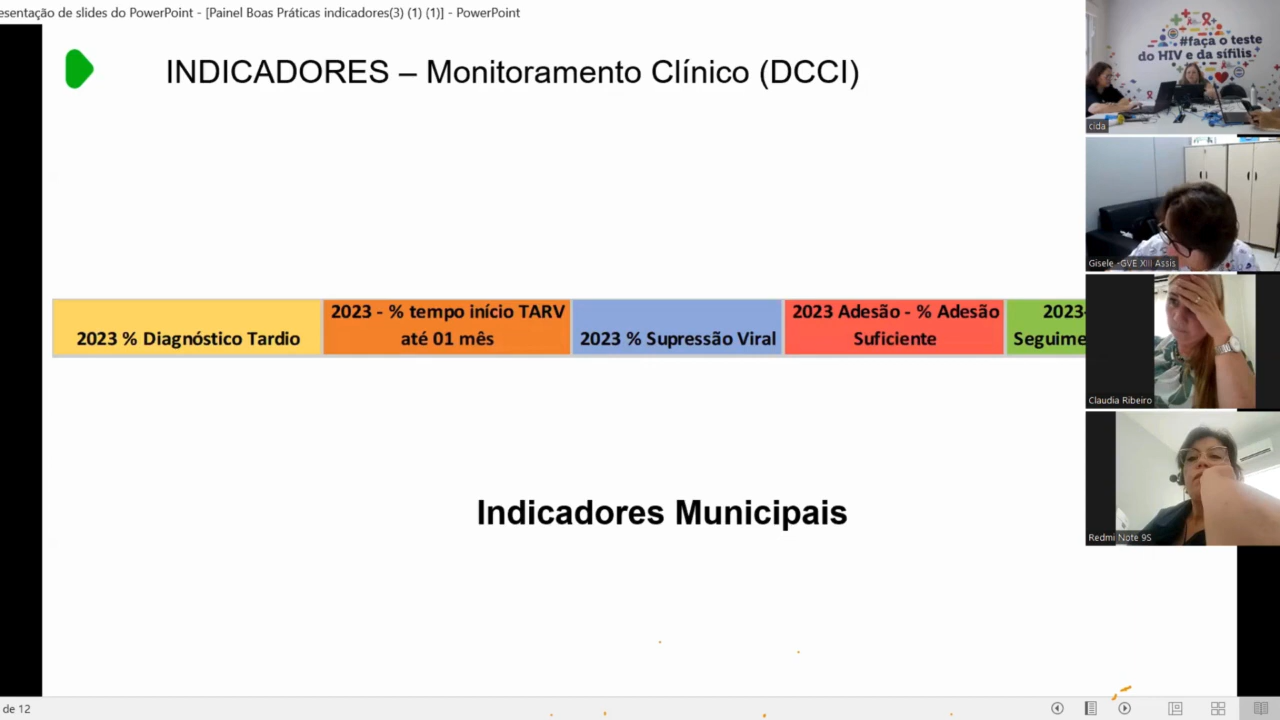 esentação de slides do PowerPoint - [Painel Boas Práticas indicadores(3) (1) (1)] - PowerPoint
INDICADORES – Monitoramento Clínico (DCCI)
2023 % Diagnóstico Tardio
2023 - % tempo início TARV
até 01 mês
2023 % Supressão Viral
2023 Adesão - % Adesão
Suficiente
2023-
Seguime
Indicadores Municipais
#faça o teste
do HIV e da sífilis.
cida
Gisele -GVE XIII Assis
Claudia Ribeiro
Redmi Note 9S
de 12